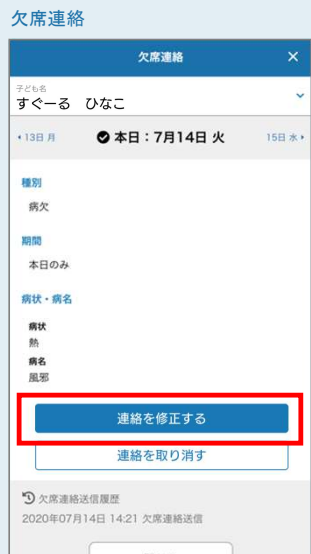 欠席連絡
欠席連絡 ×
子ども名
すぐーる ひなこ
13日 月 本日：7月14日 火 15日 水
種別
病欠
期間
本日のみ
病状・病名
病状
熱
病名
風邪
連絡を修正する
連絡を取り消す
欠席連絡送信履歴
2020年07月14日 14:21 欠席連絡送信